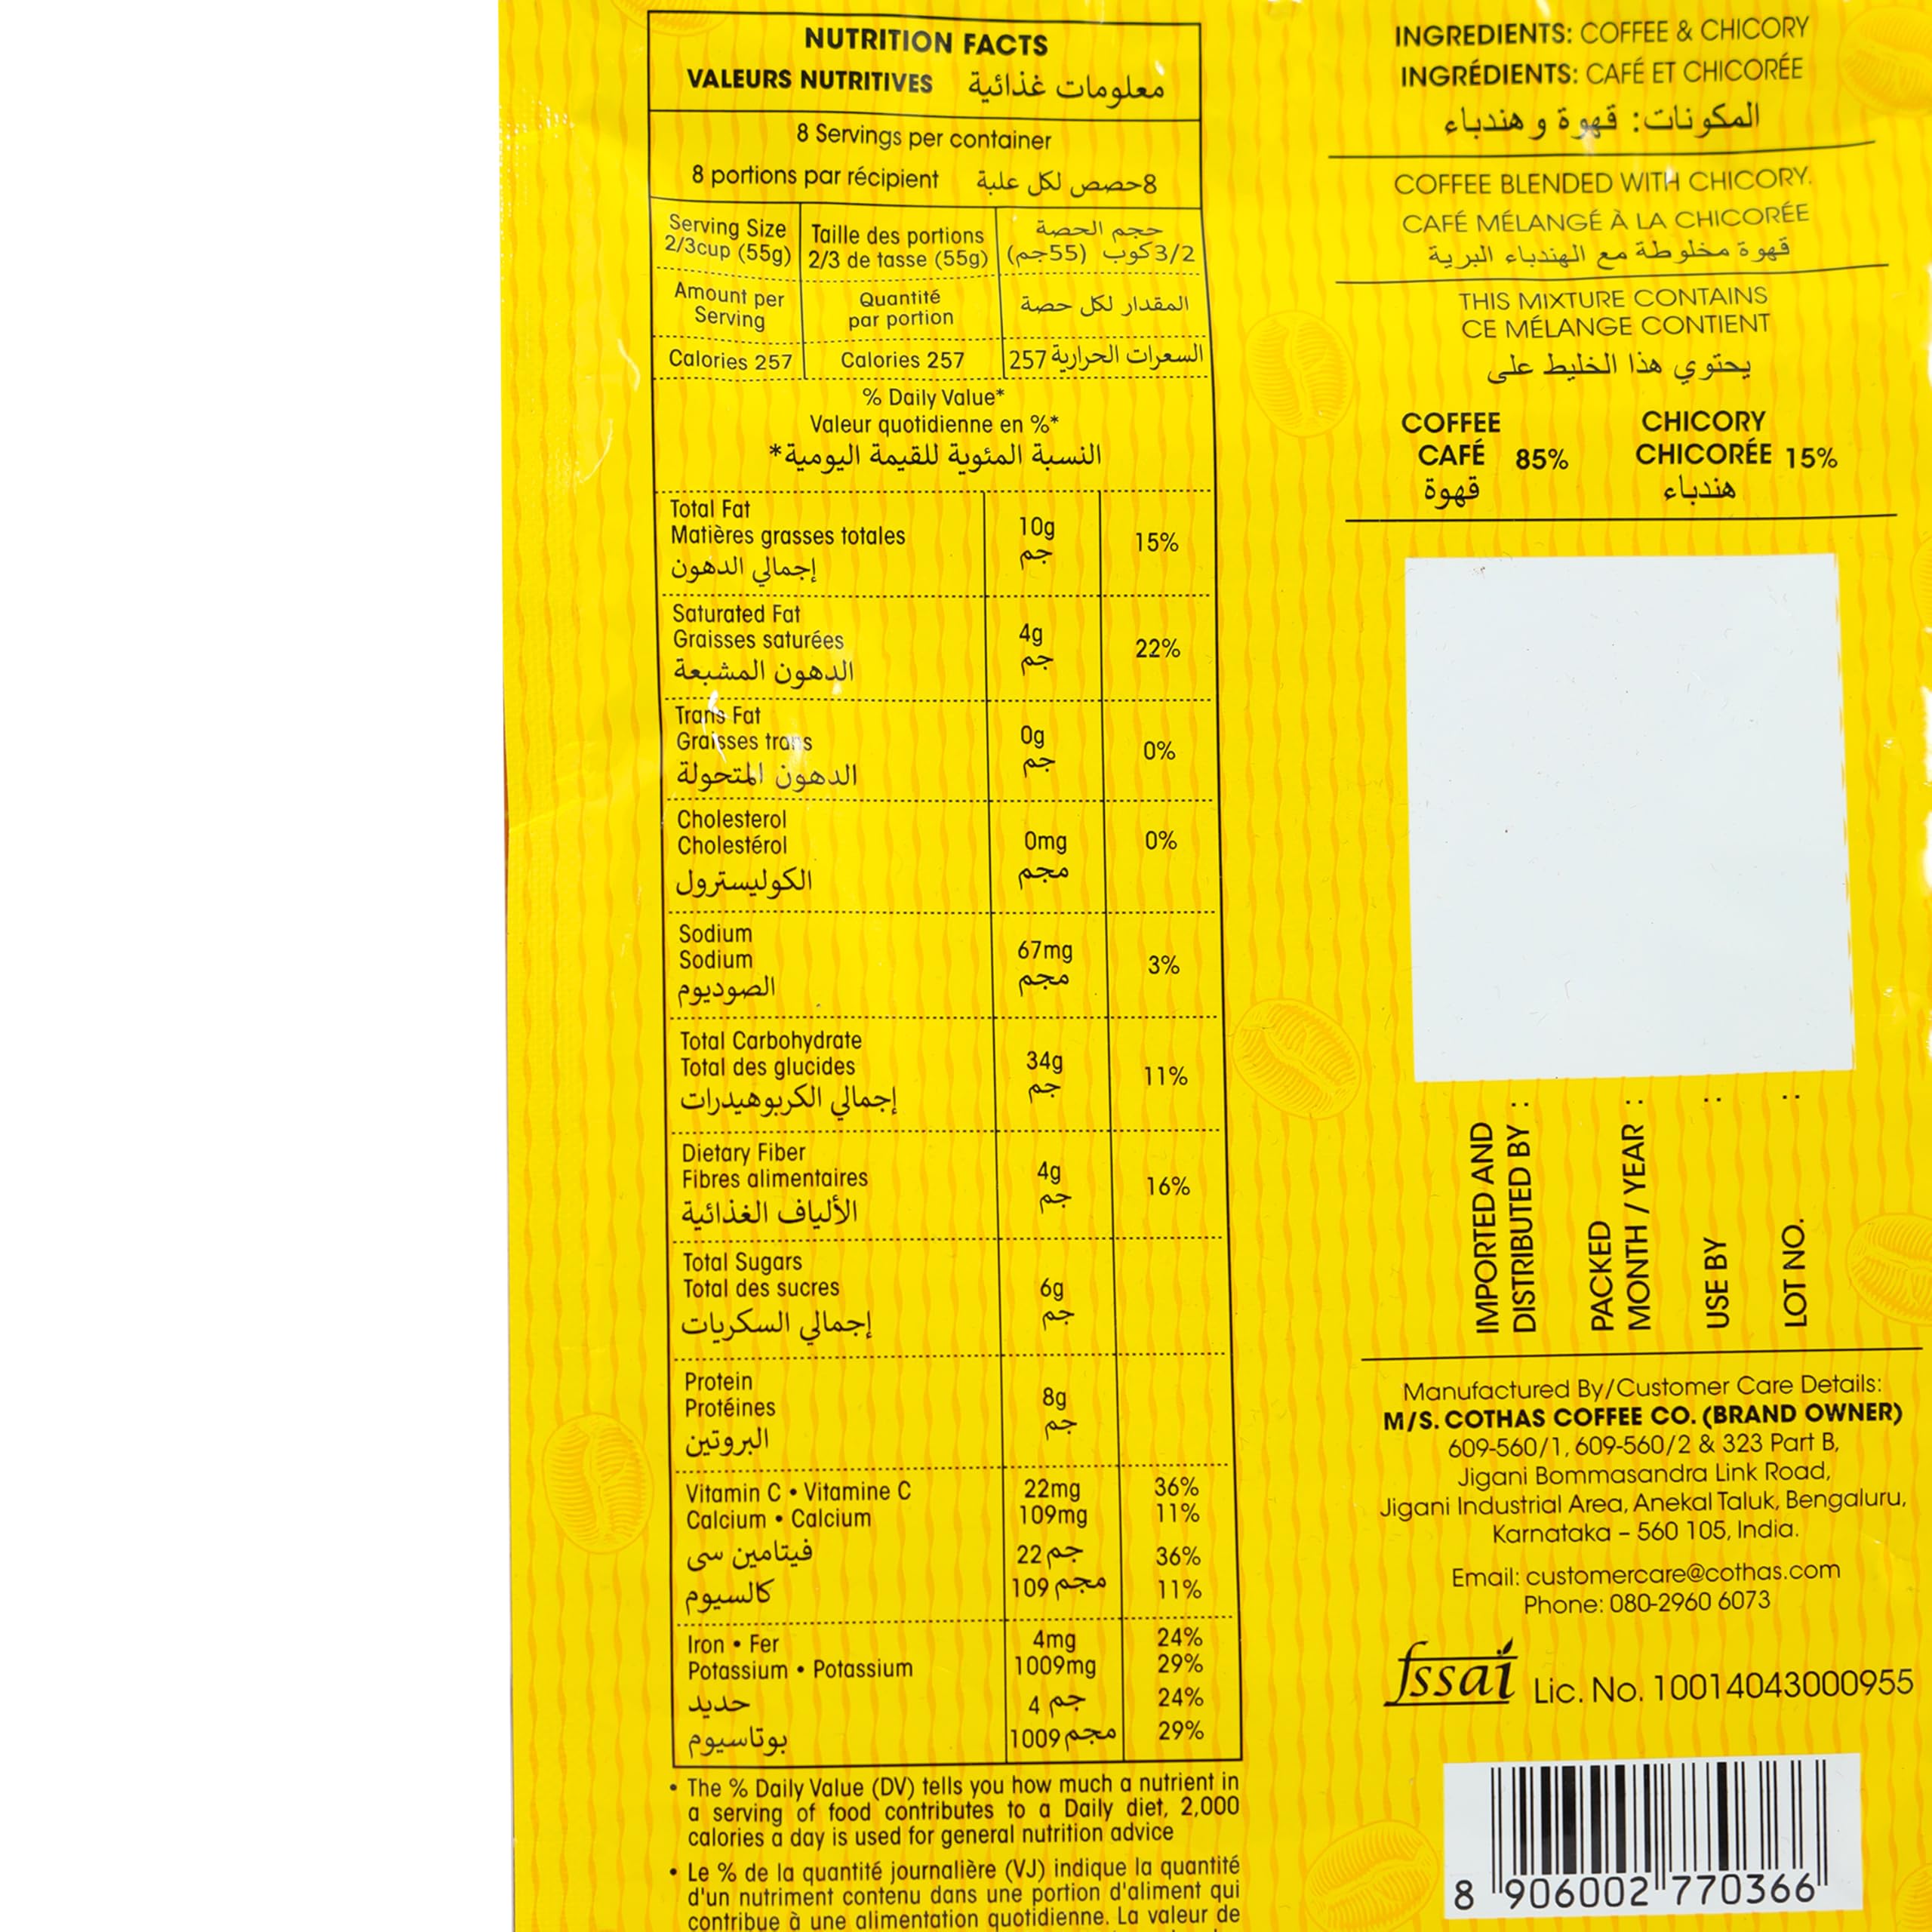 NUTRITION FACTS
VALEURS NUTRITIVES معلومات غذائية
8 Servings per container
8 portions par récipient 8حصص لكل علبة
Serving Size
2/3cup (55g)
Taille des portions
2/3 de tasse (55g)
حجم الحصة
3/2كوب (55جم)
Amount per
Serving
Quantité
par portion
المقدار لكل حصة
Calories 257
Calories 257
السعرات الحرارية 257
% Daily Value*
Valeur quotidienne en %*
النسبة المئوية للقيمة اليومية*
Total Fat
Matières grasses totales
إجمالي الدهون
10g
جم
15%
Saturated Fat
Graisses saturées
الدهون المشبعة
4g
جم
22%
Trans Fat
Graisses trans
الدهون المتحولة
0g
جم
0%
Cholesterol
Cholestérol
الكوليسترول
0mg
مجم
0%
Sodium
Sodium
الصوديوم
67mg
مجم
3%
Total Carbohydrate
Total des glucides
إجمالي الكربوهيدرات
34g
جم
11%
Dietary Fiber
Fibres alimentaires
الألياف الغذائية
4g
جم
16%
Total Sugars
Total des sucres
إجمالي السكريات
6g
جم
Protein
Protéines
البروتين
8g
جم
Vitamin C • Vitamine C 22mg 36%
Calcium • Calcium 109mg 11%
فيتامين سى 22 جم 36%
كالسيوم 109 مجم 11%
Iron • Fer 4mg 24%
Potassium • Potassium 1009mg 29%
حديد 4 جم 24%
بوتاسيوم 1009 مجم 29%
• The % Daily Value (DV) tells you how much a nutrient in
a serving of food contributes to a Daily diet, 2,000
calories a day is used for general nutrition advice
• Le % de la quantité journalière (VJ) indique la quantité
d'un nutriment contenu dans une portion d'aliment qui
contribue à une alimentation quotidienne. La valeur de
INGREDIENTS: COFFEE & CHICORY
INGRÉDIENTS: CAFÉ ET CHICORÉE
المكونات: قهوة و هندباء
COFFEE BLENDED WITH CHICORY.
CAFÉ MÉLANGÉ À LA CHICORÉE
قهوة مخلوطة مع الهندباء البرية
THIS MIXTURE CONTAINS
CE MÉLANGE CONTIENT
يحتوي هذا الخليط على
COFFEE
CAFÉ 85%
قهوة
CHICORY
CHICORÉE 15%
هندباء
IMPORTED AND
DISTRIBUTED BY :
PACKED
MONTH / YEAR :
USE BY :
LOT NO. :
Manufactured By/Customer Care Details:
M/S. COTHAS COFFEE CO. (BRAND OWNER)
609-560/1, 609-560/2 & 323 Part B,
Jigani Bommasandra Link Road,
Jigani Industrial Area, Anekal Taluk, Bengaluru,
Karnataka – 560 105, India.
Email: customercare@cothas.com
Phone: 080-2960 6073
fssai Lic. No. 10014043000955
8 906002 770366